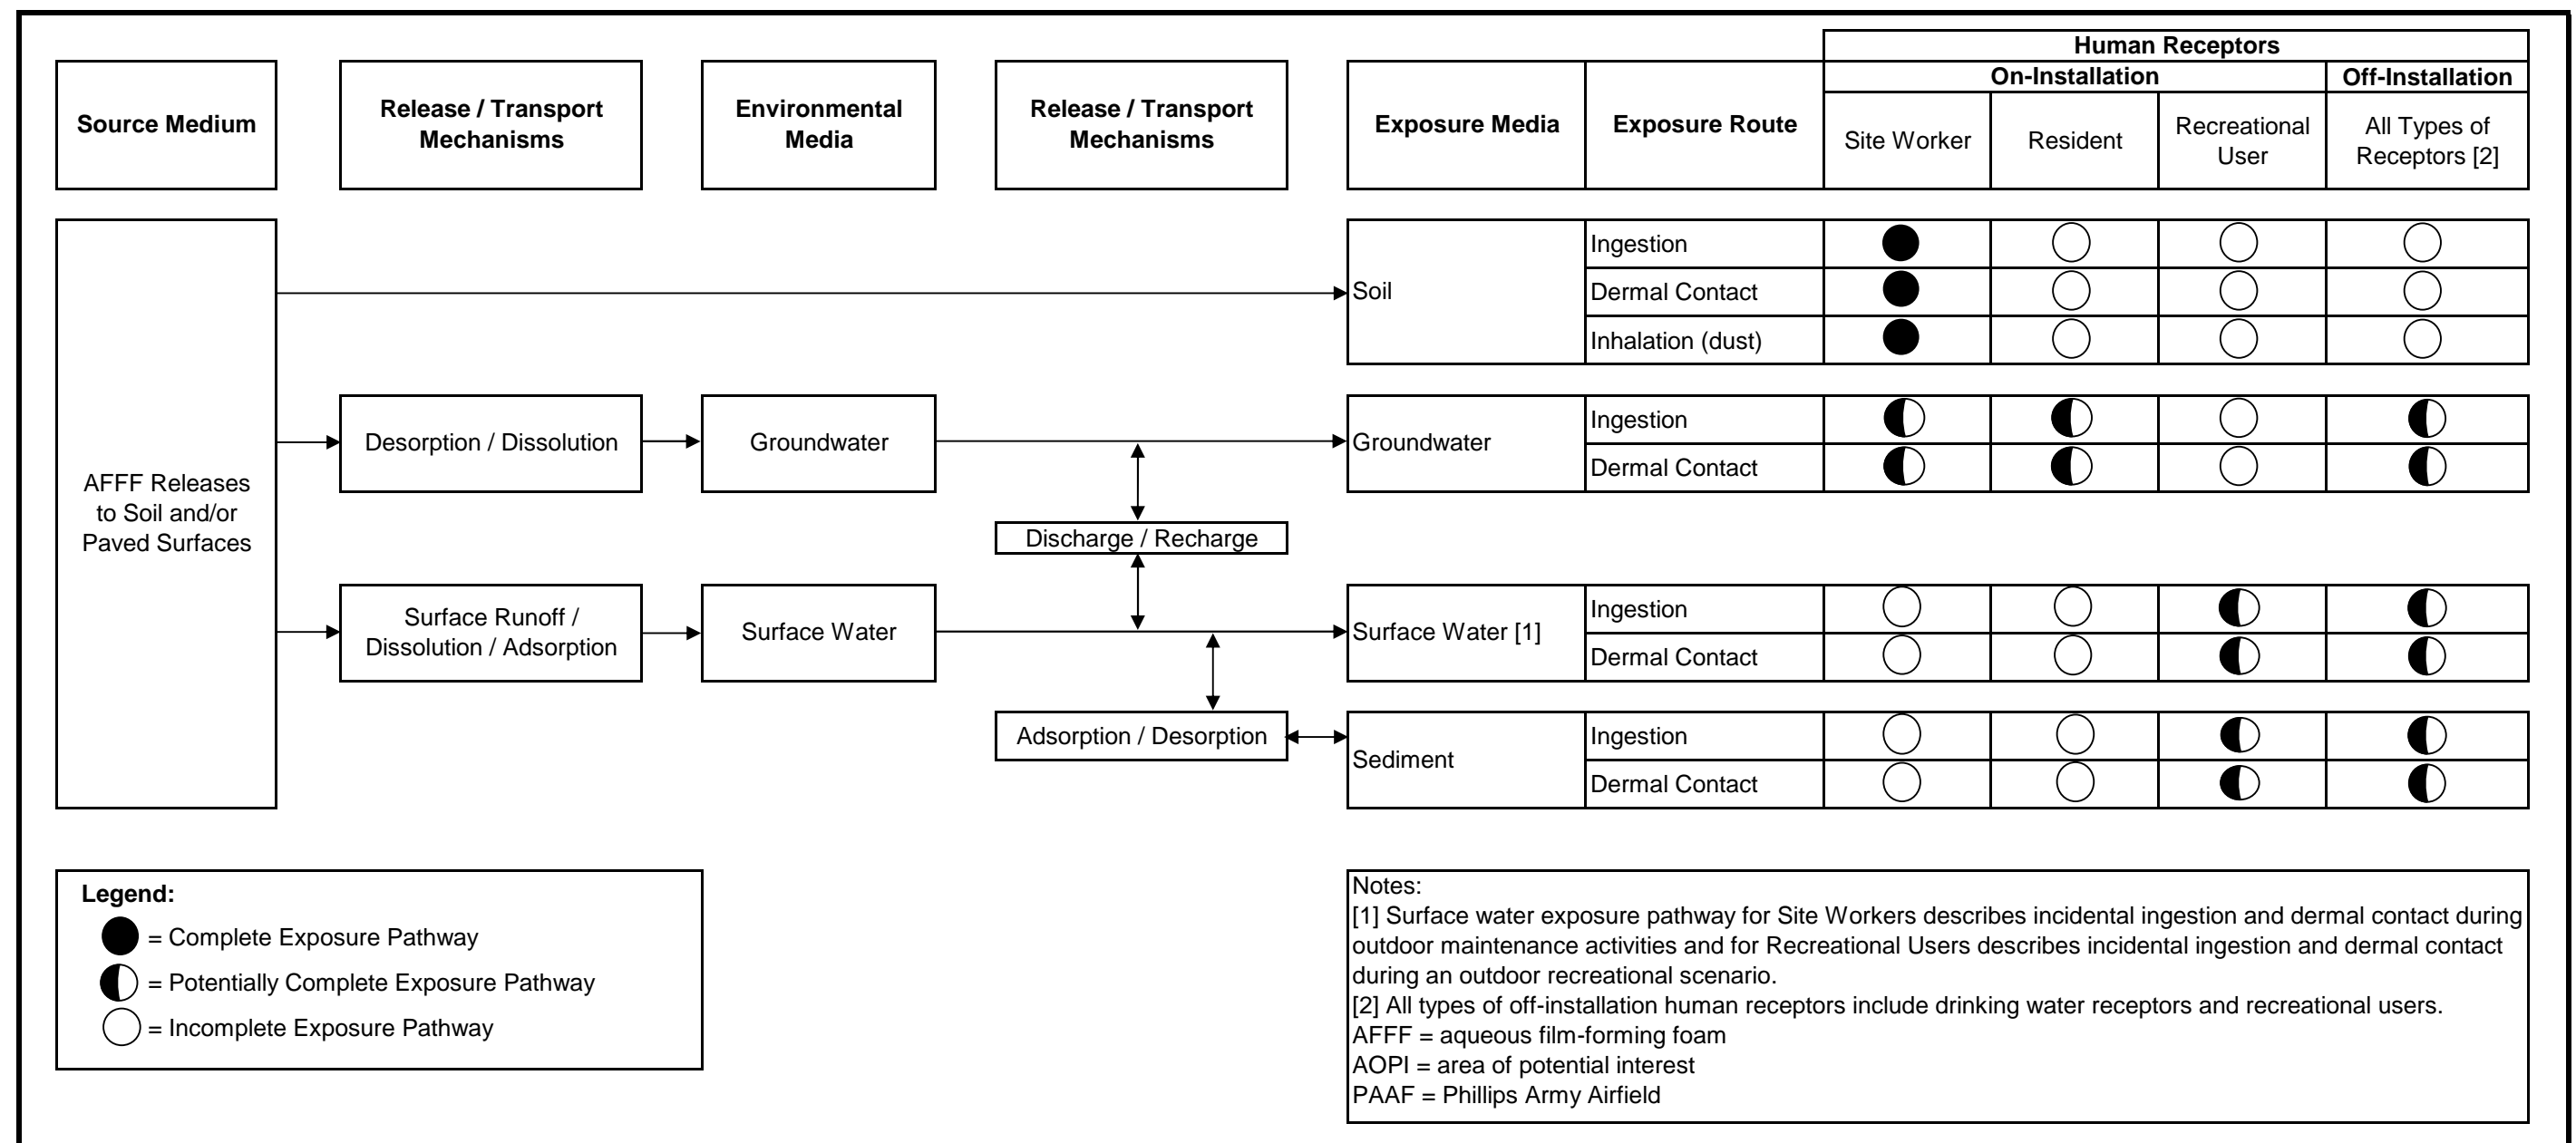 Human Receptors
On-Installation
Off-Installation
Source Medium
Release / Transport
Mechanisms
Environmental
Media
Release / Transport
Mechanisms
Exposure Media
Exposure Route
Site Worker
Resident
Recreational
User
All Types of
Receptors [2]
AFFF Releases
to Soil and/or
Paved Surfaces
Soil
Ingestion
Dermal Contact
Inhalation (dust)
Desorption / Dissolution
Groundwater
Groundwater
Ingestion
Dermal Contact
Discharge / Recharge
Surface Runoff /
Dissolution / Adsorption
Surface Water
Surface Water [1]
Ingestion
Dermal Contact
Adsorption / Desorption
Sediment
Ingestion
Dermal Contact
Legend:
= Complete Exposure Pathway
= Potentially Complete Exposure Pathway
= Incomplete Exposure Pathway
Notes:
[1] Surface water exposure pathway for Site Workers describes incidental ingestion and dermal contact during
outdoor maintenance activities and for Recreational Users describes incidental ingestion and dermal contact
during an outdoor recreational scenario.
[2] All types of off-installation human receptors include drinking water receptors and recreational users.
AFFF = aqueous film-forming foam
AOPI = area of potential interest
PAAF = Phillips Army Airfield